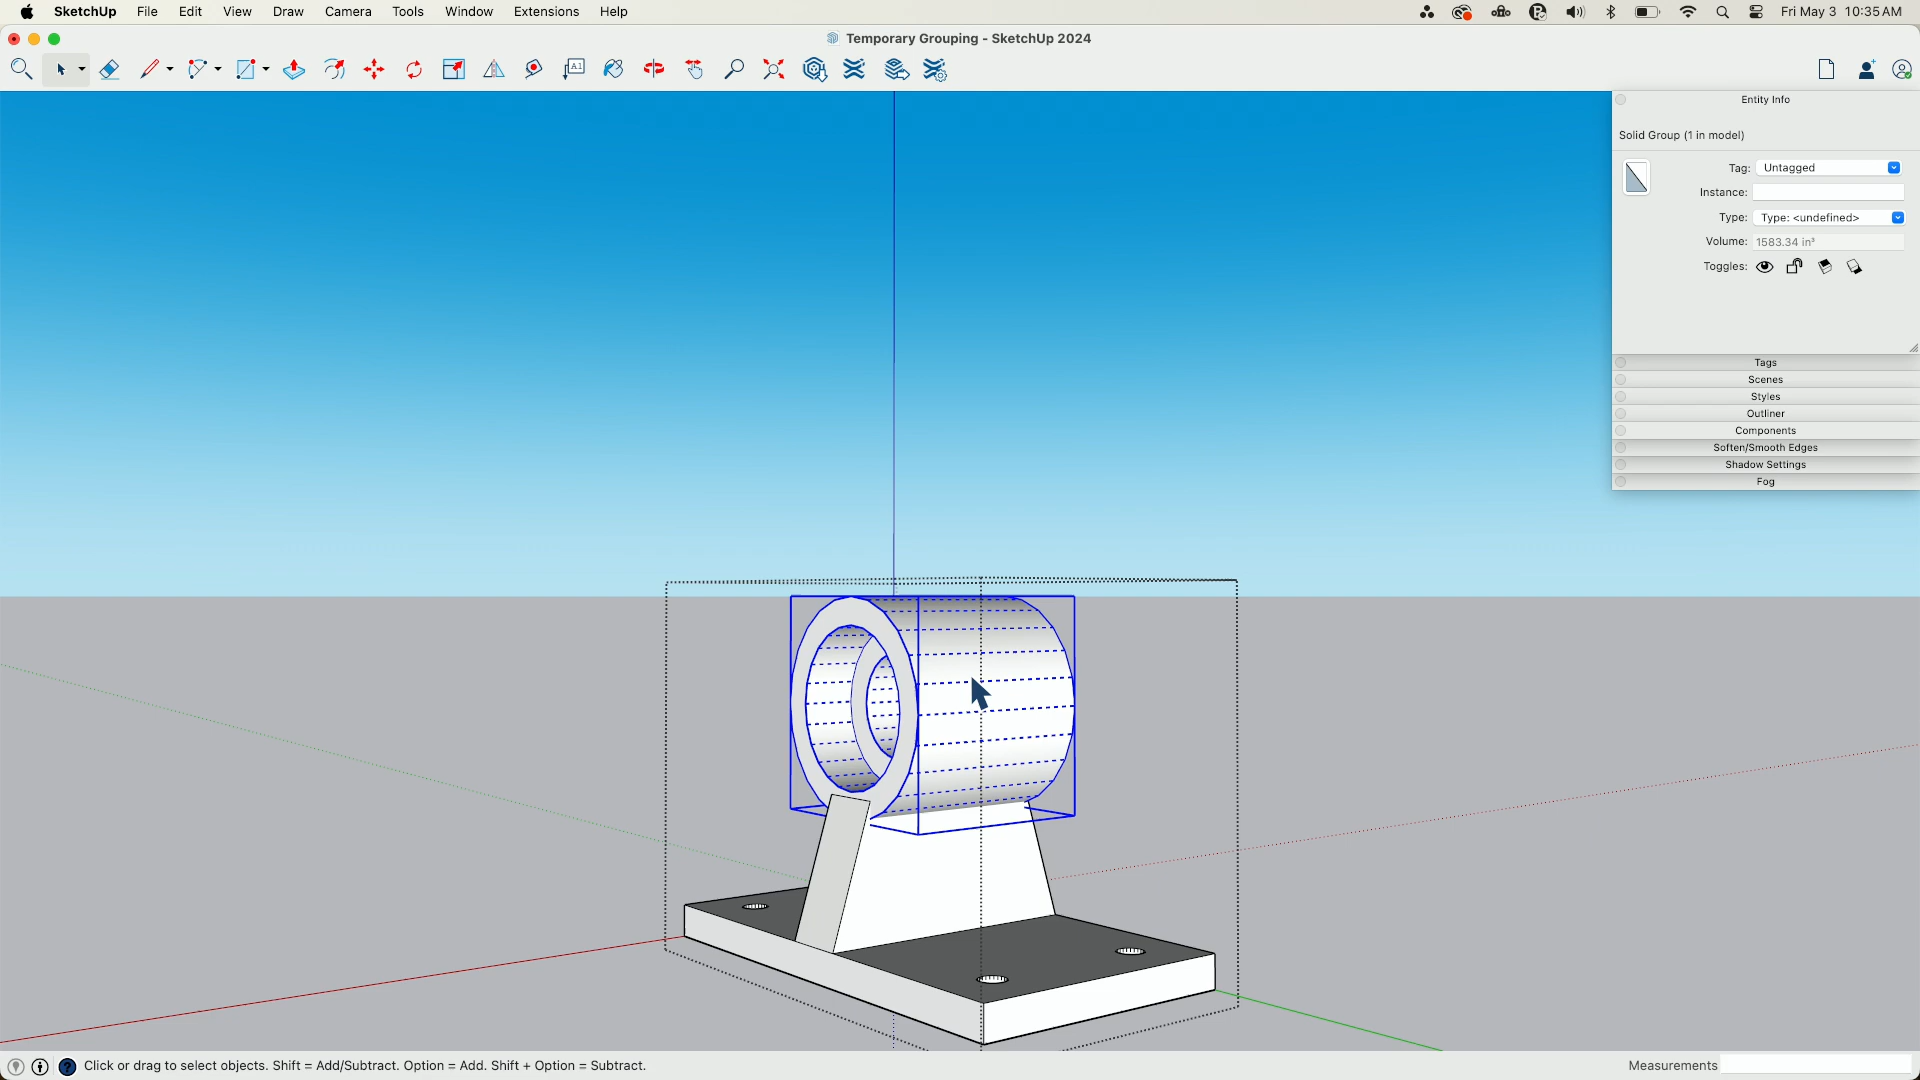 SketchUp File Edit View Draw Camera Tools Window Extensions Help Fri May 3 10:35 AM
Temporary Grouping - SketchUp 2024
A1
Entity Info
Solid Group (1 in model)
Tag: Untagged
Instance:
Type: Type: <undefined>
Volume: 1583.34 in³
Toggles:
Tags
Scenes
Styles
Outliner
Components
Soften/Smooth Edges
Shadow Settings
Fog
Click or drag to select objects. Shift = Add/Subtract. Option = Add. Shift + Option = Subtract.
Measurements